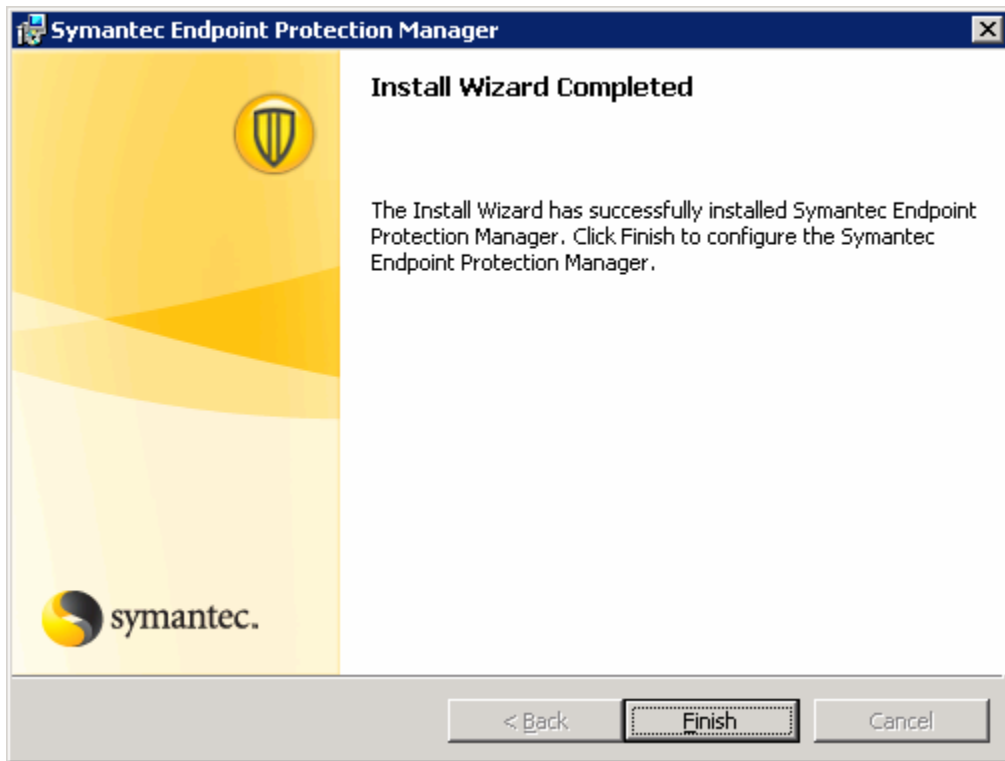 Symantec Endpoint Protection Manager
Install Wizard Completed
The Install Wizard has successfully installed Symantec Endpoint
Protection Manager. Click Finish to configure the Symantec
Endpoint Protection Manager.
symantec.
< Back
Finish
Cancel